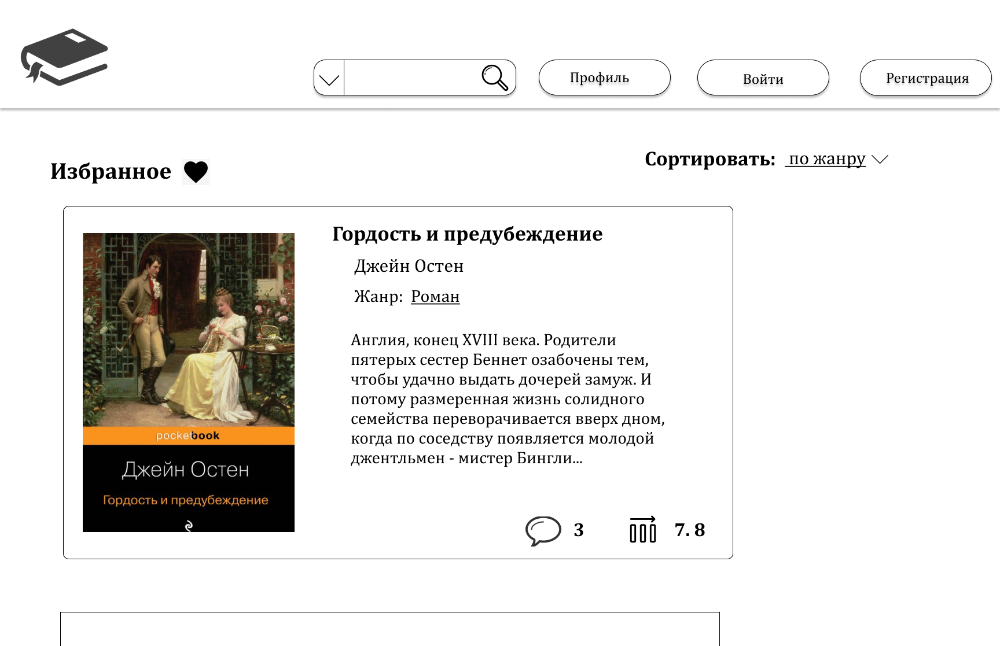 Профиль
Войти
Регистрация
Избранное
Сортировать: по жанру
Гордость и предубеждение
Джейн Остен
Жанр: Роман
Англия, конец XVIII века. Родители
пятерых сестер Беннет озабочены тем,
чтобы удачно выдать дочерей замуж. И
потому размеренная жизнь солидного
семейства переворачивается вверх дном,
когда по соседству появляется молодой
джентльмен - мистер Бингли...
pocketbook
Джейн Остен
Гордость и предубеждение
3
7. 8